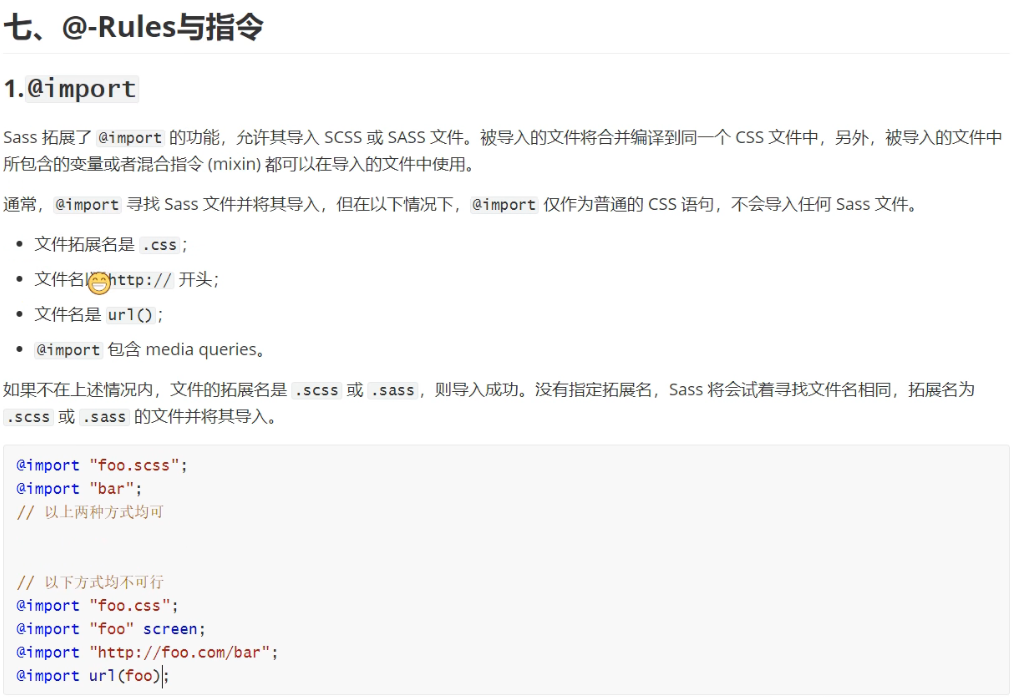 七、@-Rules与指令
1.@import
Sass 拓展了 @import 的功能，允许其导入 SCSS 或 SASS 文件。被导入的文件将合并编译到同一个 CSS 文件中，另外，被导入的文件中
所包含的变量或者混合指令 (mixin) 都可以在导入的文件中使用。
通常， @import 寻找 Sass 文件并将其导入，但在以下情况下， @import 仅作为普通的 CSS 语句，不会导入任何 Sass 文件。
• 文件拓展名是 .css；
• 文件名 http:// 开头；
• 文件名是 url()；
• @import 包含 media queries。
如果不在上述情况内，文件的拓展名是 .scss 或 .sass，则导入成功。没有指定拓展名，Sass 将会试着寻找文件名相同，拓展名为
.scss 或 .sass 的文件并将其导入。
@import "foo.scss";
@import "bar";
// 以上两种方式均可
// 以下方式均不可行
@import "foo.css";
@import "foo" screen;
@import "http://foo.com/bar";
@import url(foo);